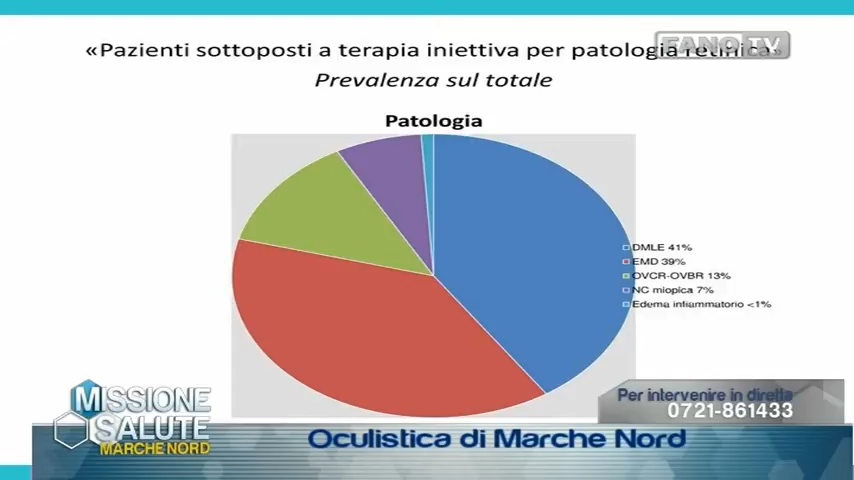 «Pazienti sottoposti a terapia iniettiva per patologia retinica»
FANO TV
Prevalenza sul totale
Patologia
DMLE 41%
EMD 39%
OVCR-OVBR 13%
NC miopica 7%
Edema infiammatorio <1%
Per intervenire in diretta
0721-861433
MISSIONE
SALUTE
MARCHE NORD
Oculistica di Marche Nord